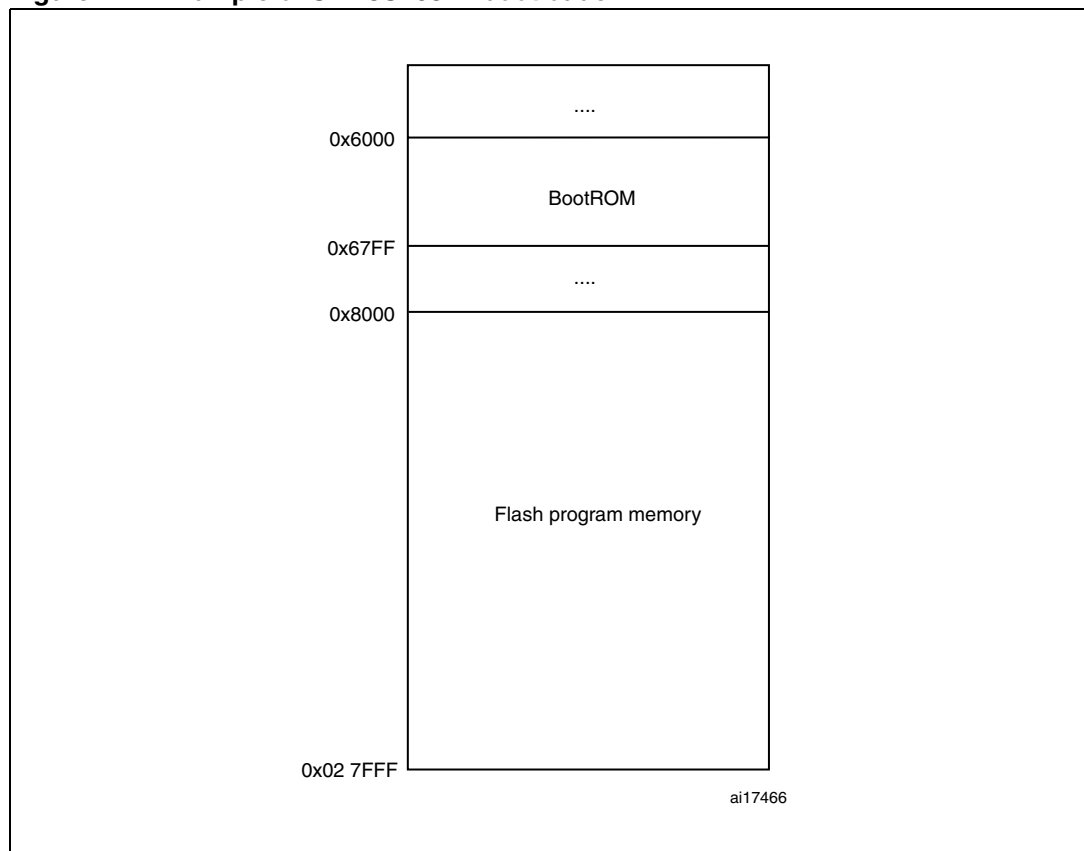 ....
0x6000
BootROM
0x67FF
....
0x8000
Flash program memory
0x02 7FFF
ai17466